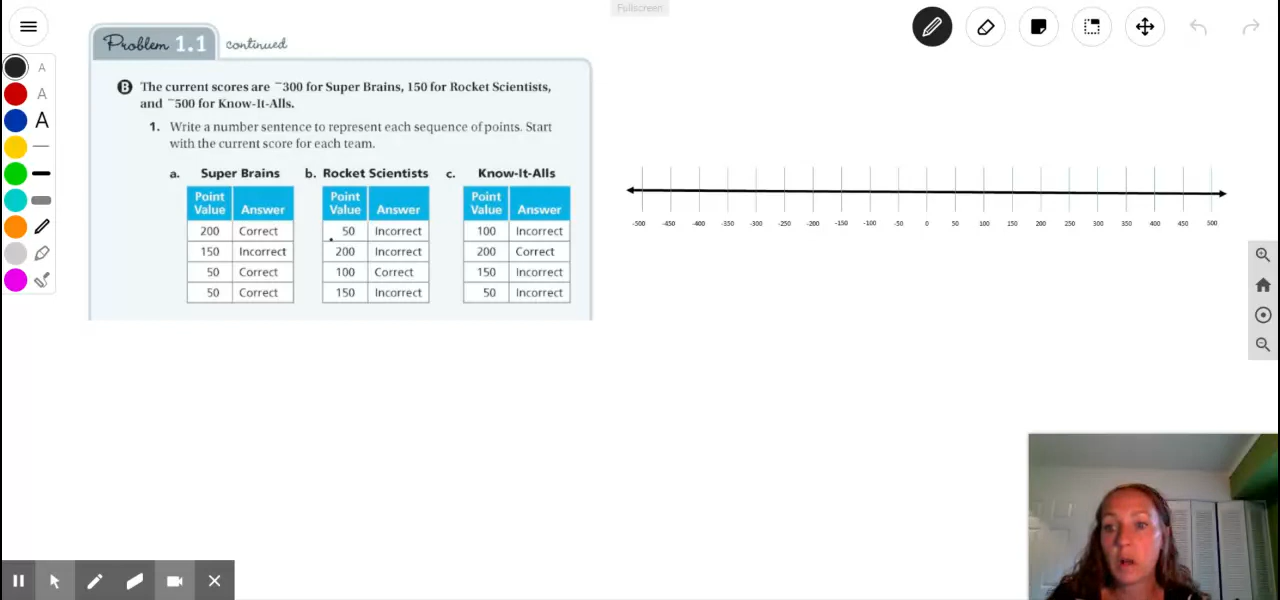 Fullscreen
Problem 1.1 continued
B The current scores are ⁻300 for Super Brains, 150 for Rocket Scientists,
and ⁻500 for Know-It-Alls.
1. Write a number sentence to represent each sequence of points. Start
with the current score for each team.
a. Super Brains b. Rocket Scientists c. Know-It-Alls
Point Value Answer Point Value Answer Point Value Answer
200 Correct 50 Incorrect 100 Incorrect
150 Incorrect 200 Incorrect 200 Correct
50 Correct 100 Correct 150 Incorrect
50 Correct 150 Incorrect 50 Incorrect
-500 -450 -400 -350 -300 -250 -200 -150 -100 -50 0 50 100 150 200 250 300 350 400 450 500
A
A
A